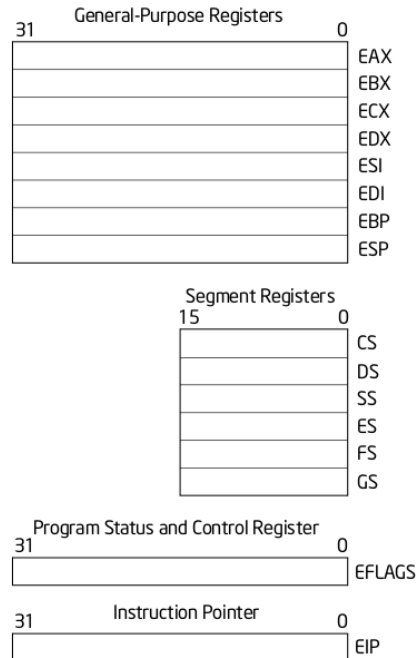 General-Purpose Registers
31 0
EAX
EBX
ECX
EDX
ESI
EDI
EBP
ESP
Segment Registers
15 0
CS
DS
SS
ES
FS
GS
Program Status and Control Register
31 0
EFLAGS
Instruction Pointer
31 0
EIP